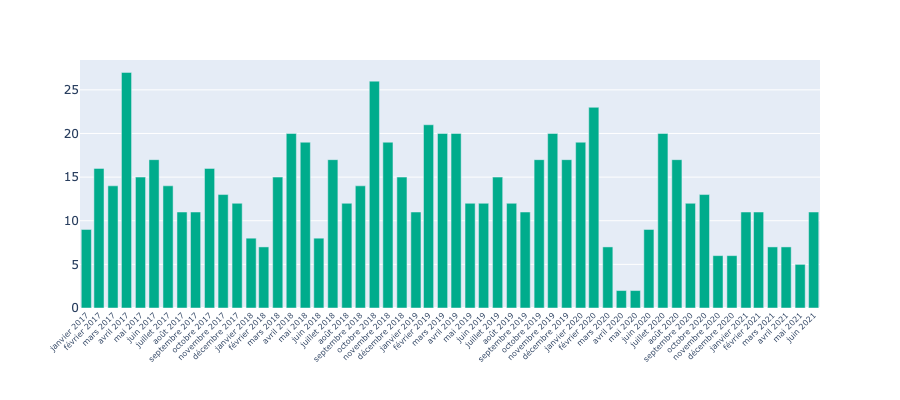 25
20
15
10
5
0
janvier 2017
février 2017
mars 2017
avril 2017
mai 2017
juin 2017
juillet 2017
août 2017
septembre 2017
octobre 2017
novembre 2017
décembre 2017
janvier 2018
février 2018
mars 2018
avril 2018
mai 2018
juin 2018
juillet 2018
août 2018
septembre 2018
octobre 2018
novembre 2018
décembre 2018
janvier 2019
février 2019
mars 2019
avril 2019
mai 2019
juin 2019
juillet 2019
août 2019
septembre 2019
octobre 2019
novembre 2019
décembre 2019
janvier 2020
février 2020
mars 2020
avril 2020
mai 2020
juin 2020
juillet 2020
août 2020
septembre 2020
octobre 2020
novembre 2020
décembre 2020
janvier 2021
février 2021
mars 2021
avril 2021
mai 2021
juin 2021